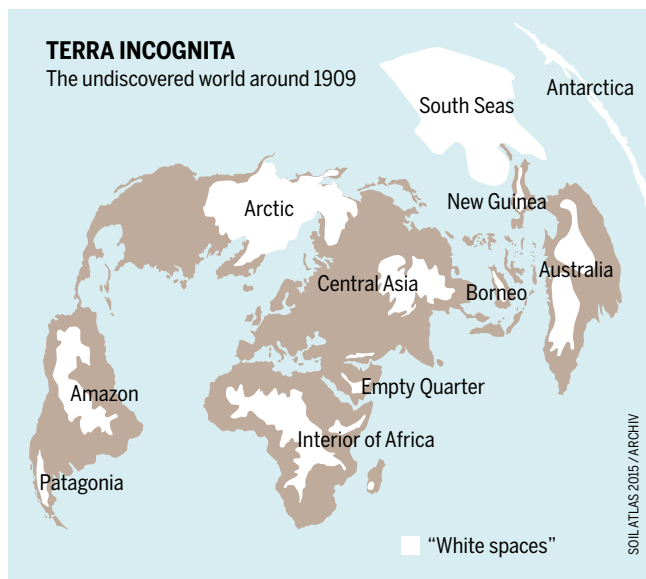 TERRA INCOGNITA
The undiscovered world around 1909
South Seas
Antarctica
New Guinea
Arctic
Central Asia
Borneo
Australia
Amazon
Empty Quarter
Interior of Africa
Patagonia
"White spaces"
SOIL ATLAS 2015 / ARCHIV